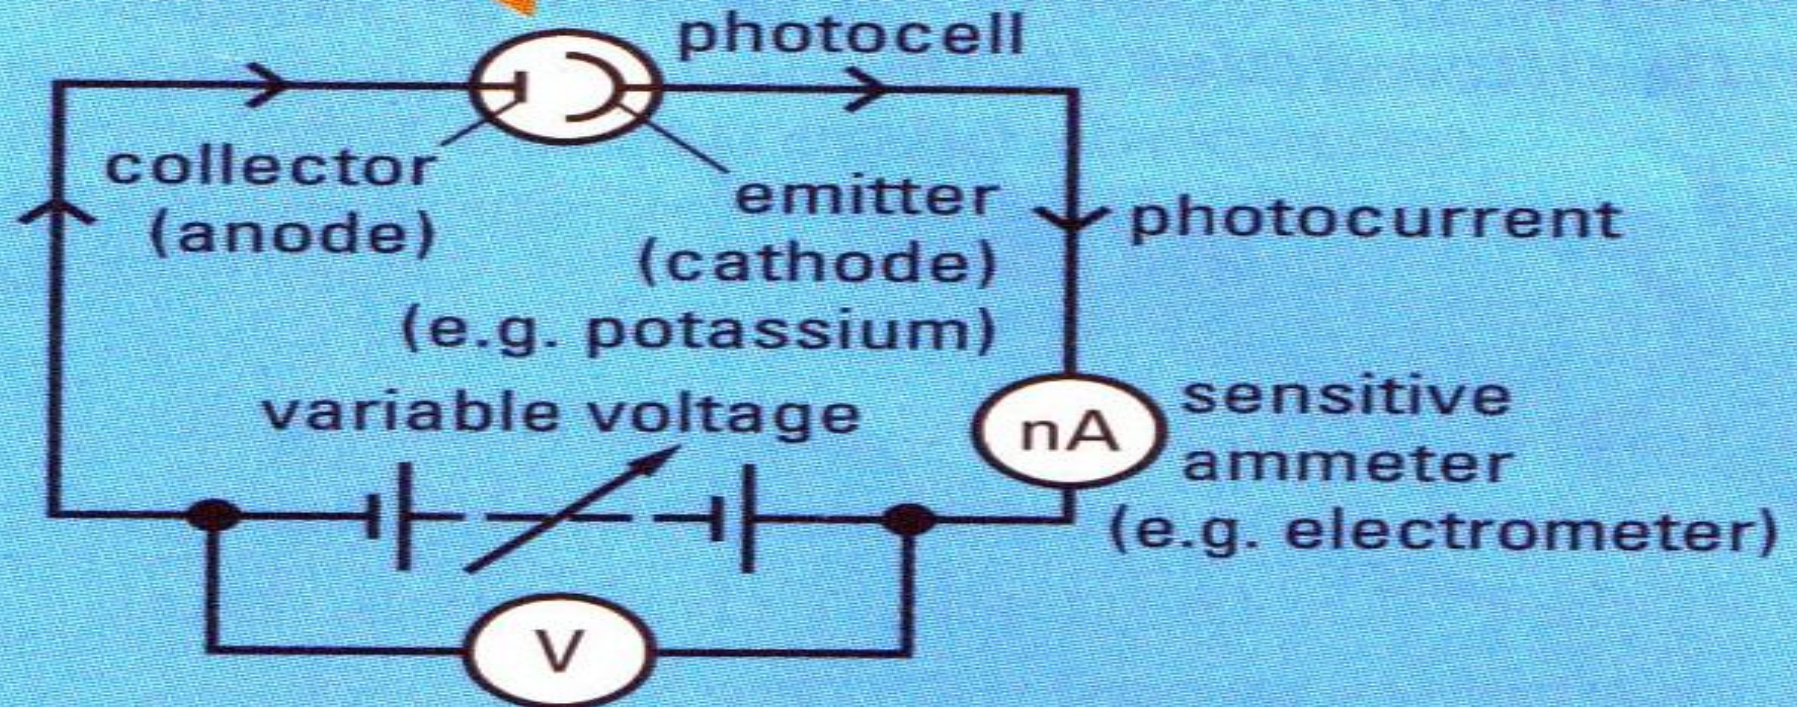 photocell
collector
(anode)
emitter
(cathode)
(e.g. potassium)
photocurrent
variable voltage
nA
sensitive
ammeter
(e.g. electrometer)
V